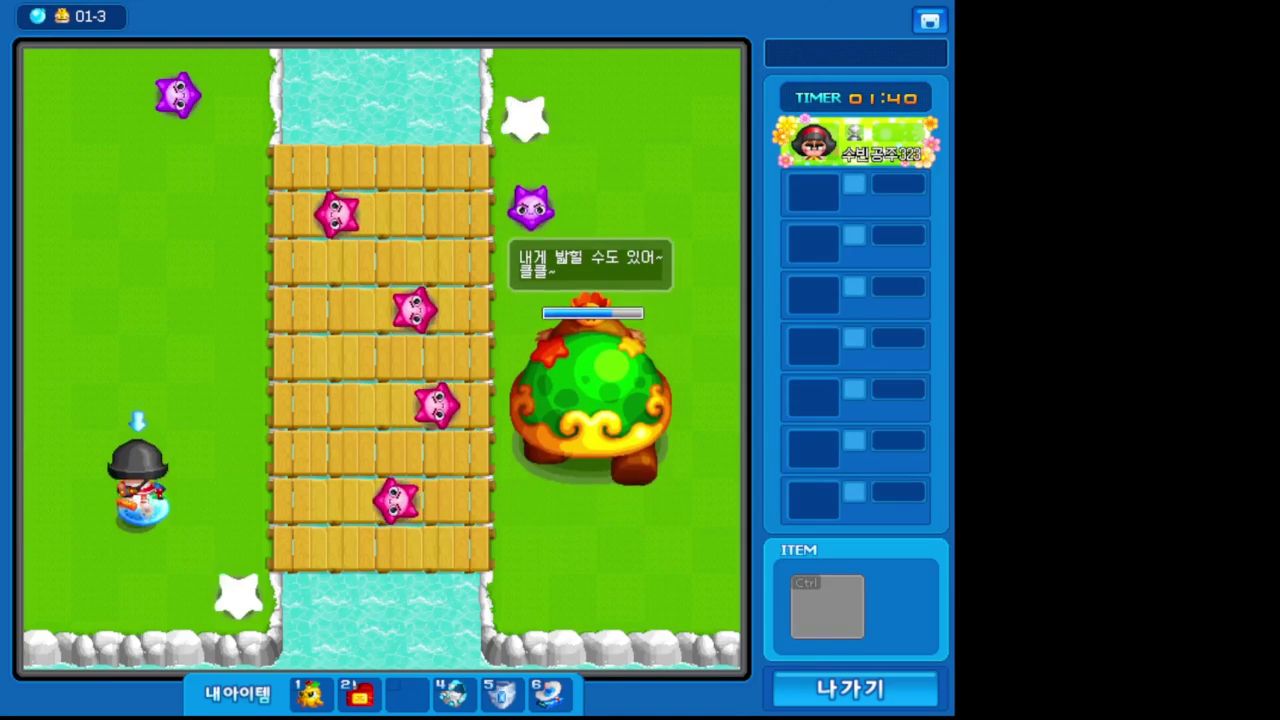 01-3
TIMER 01:40
수빈공주323
내게 밟힐 수도 있어~
클클~
ITEM
Ctrl
내아이템
1
2
4
5
6
나가기